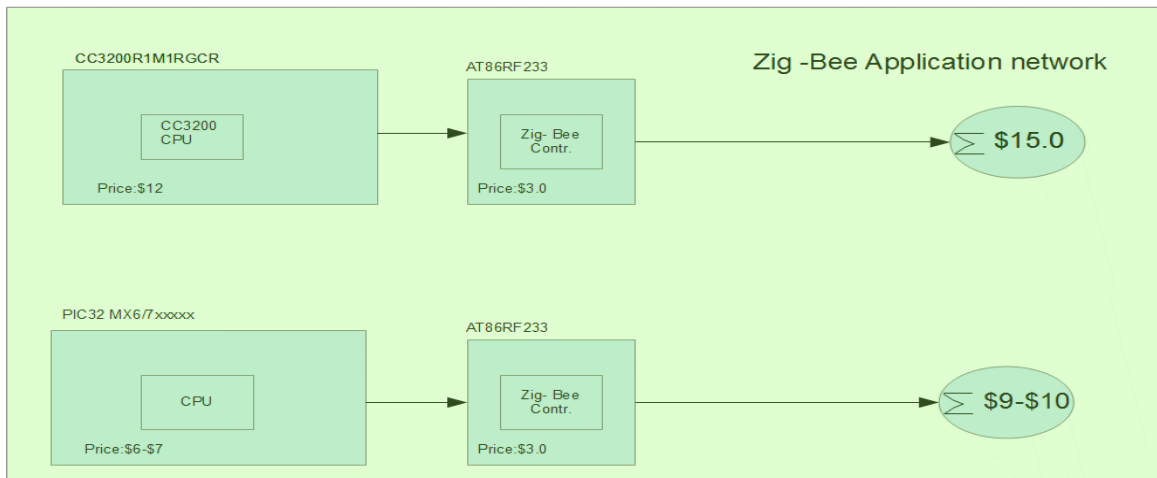 CC3200R1M1RGCR
AT86RF233
Zig -Bee Application network
CC3200
CPU
Zig- Bee
Contr.
∑ $15.0
Price:$12
Price:$3.0
PIC32 MX6/7xxxxx
AT86RF233
CPU
Zig- Bee
Contr.
∑ $9-$10
Price:$6-$7
Price:$3.0